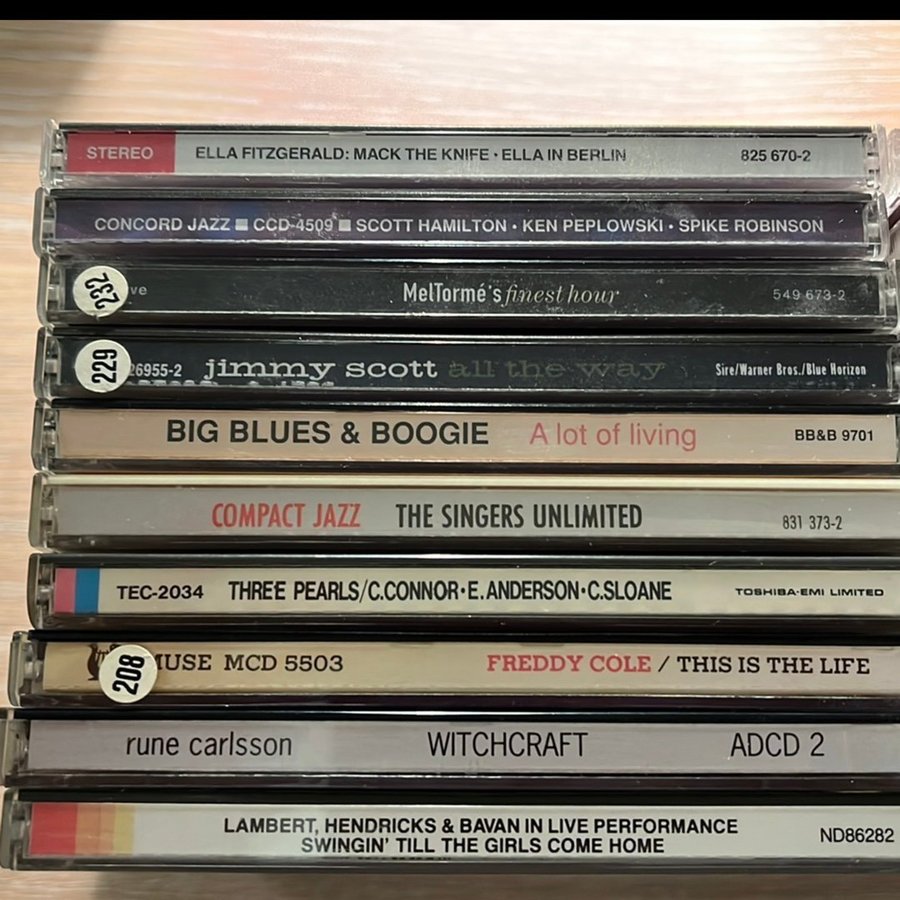 STEREO ELLA FITZGERALD: MACK THE KNIFE · ELLA IN BERLIN 825 670-2
CONCORD JAZZ ■ CCD-4509 ■ SCOTT HAMILTON · KEN PEPLOWSKI · SPIKE ROBINSON
232 ve MelTormé's finest hour 549 673-2
229 26955-2 jimmy scott all the way Sire/Warner Bros./Blue Horizon
BIG BLUES & BOOGIE A lot of living BB&B 9701
COMPACT JAZZ THE SINGERS UNLIMITED 831 373-2
TEC-2034 THREE PEARLS/C.CONNOR·E.ANDERSON·C.SLOANE TOSHIBA-EMI LIMITED
208 MUSE MCD 5503 FREDDY COLE / THIS IS THE LIFE
rune carlsson WITCHCRAFT ADCD 2
LAMBERT, HENDRICKS & BAVAN IN LIVE PERFORMANCE
SWINGIN' TILL THE GIRLS COME HOME ND86282